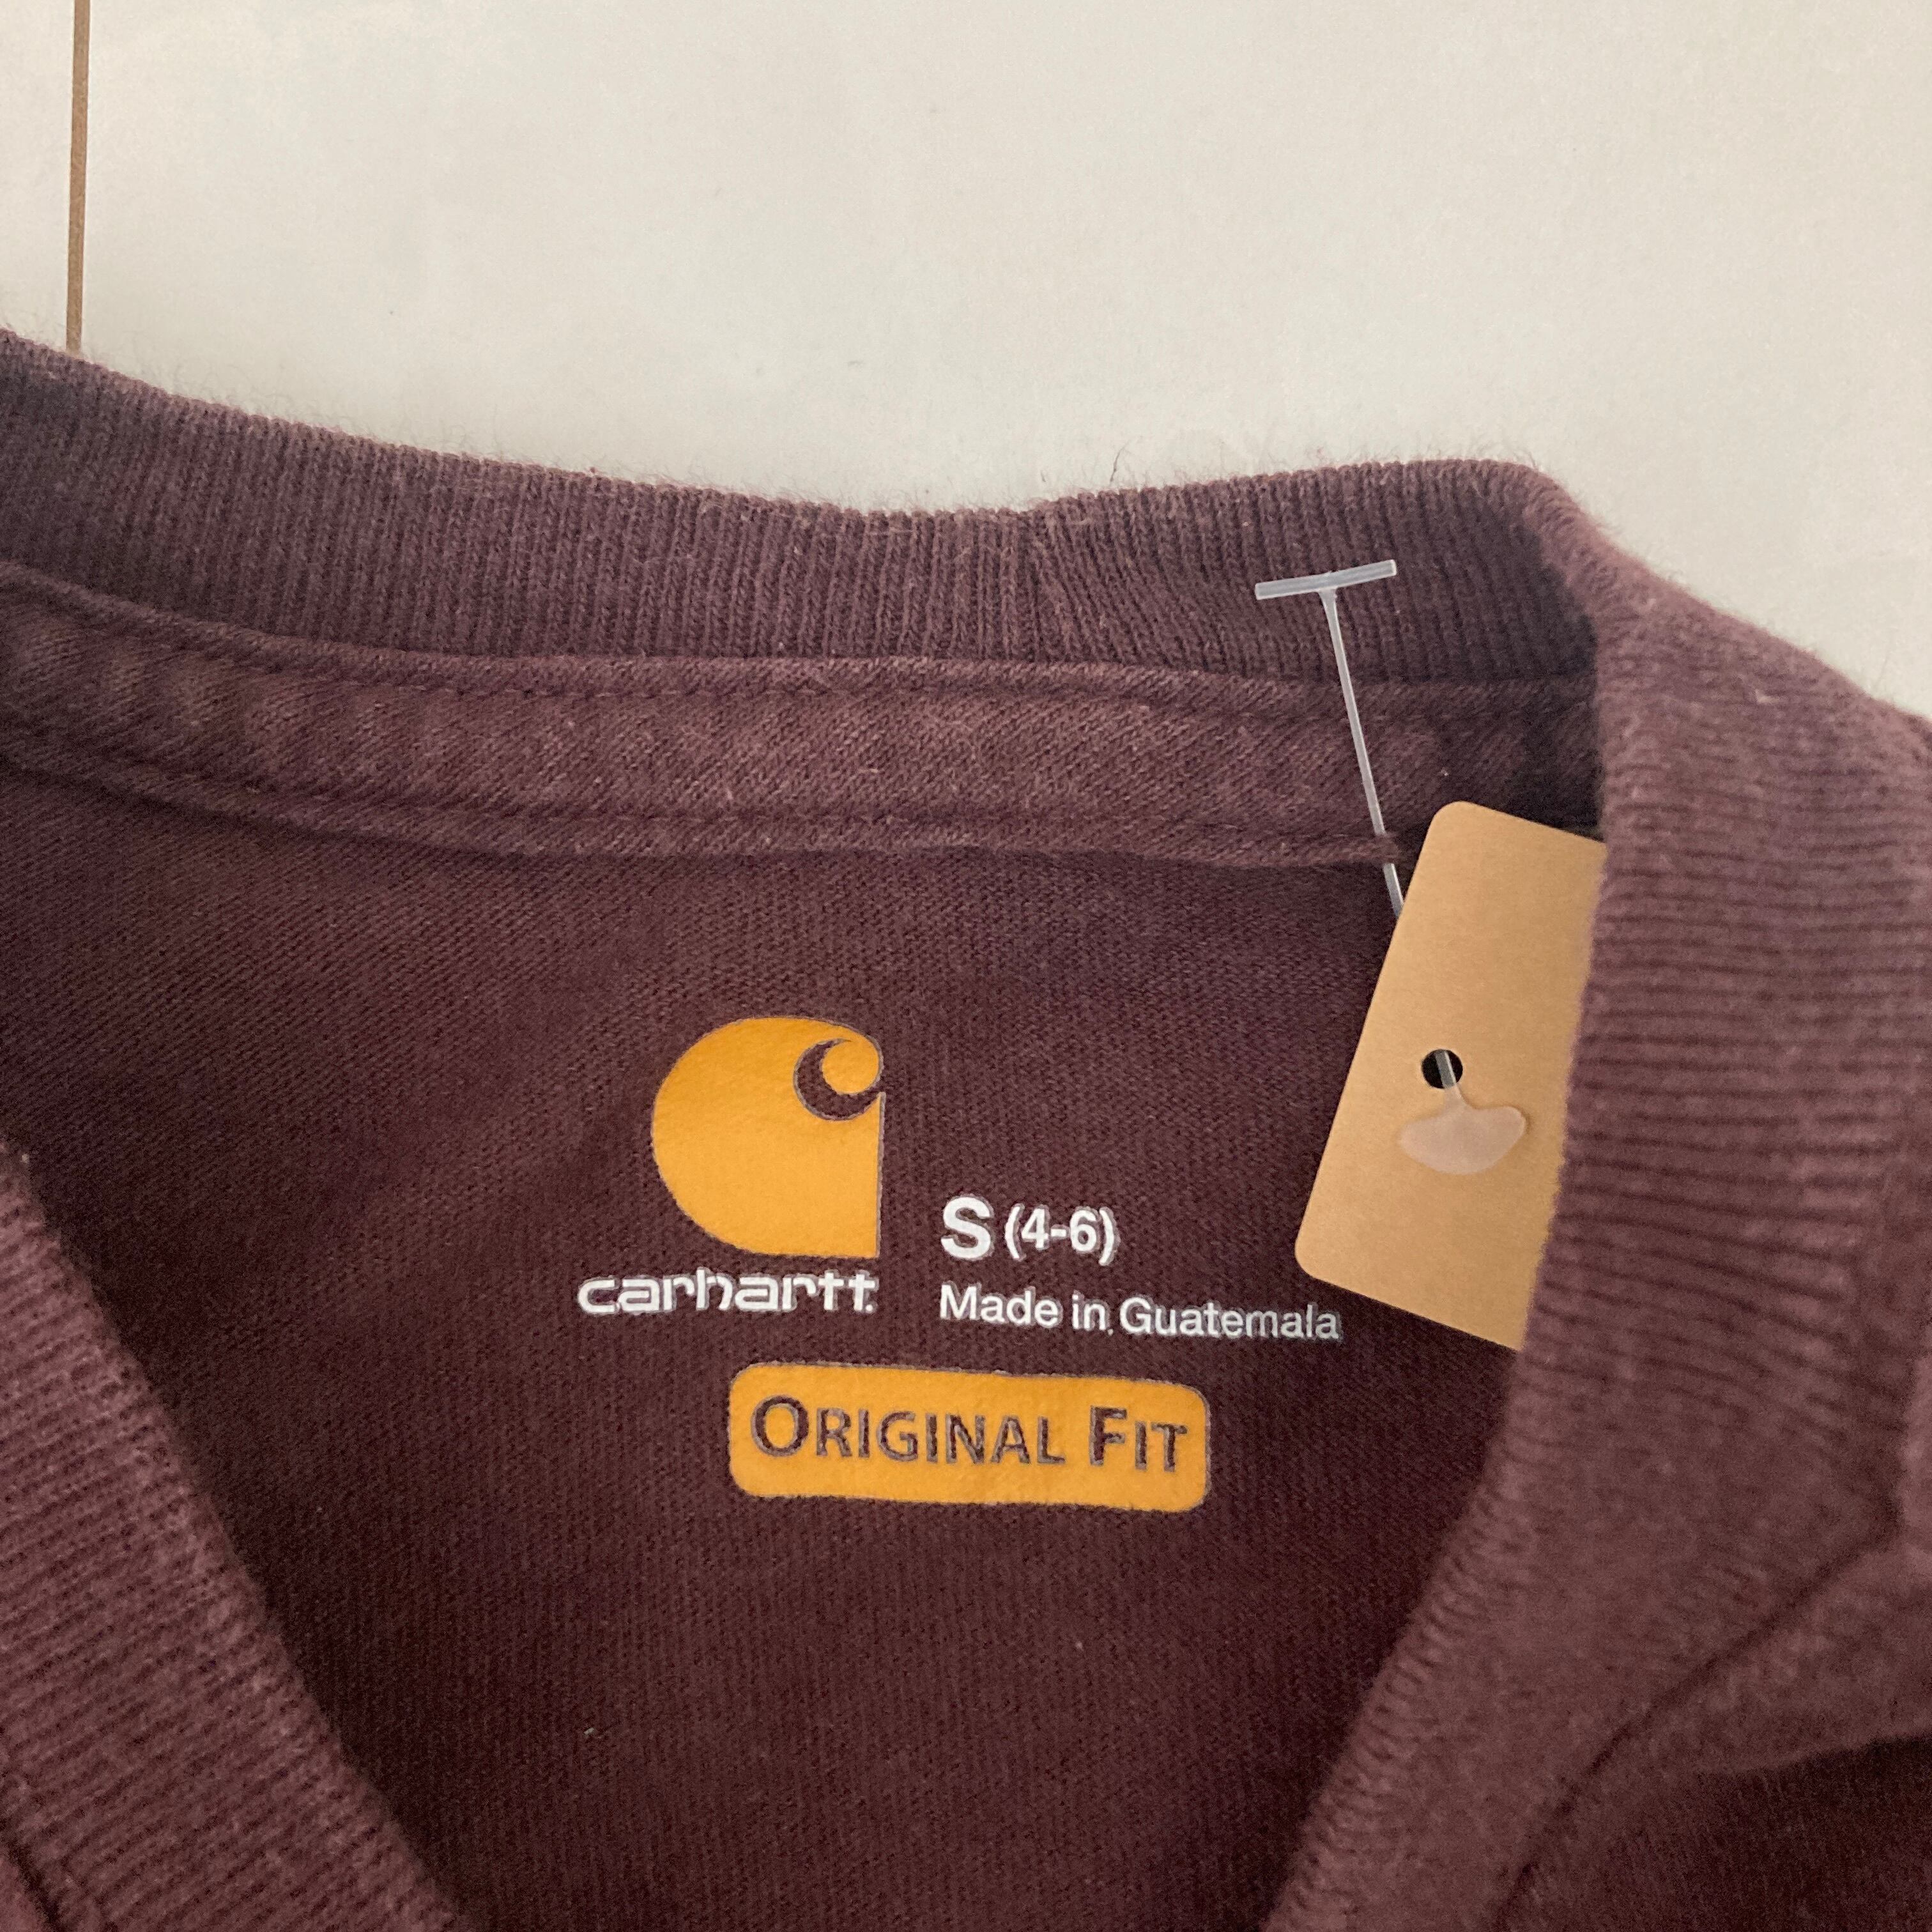 carhartt
S (4-6)
Made in Guatemala
ORIGINAL FIT